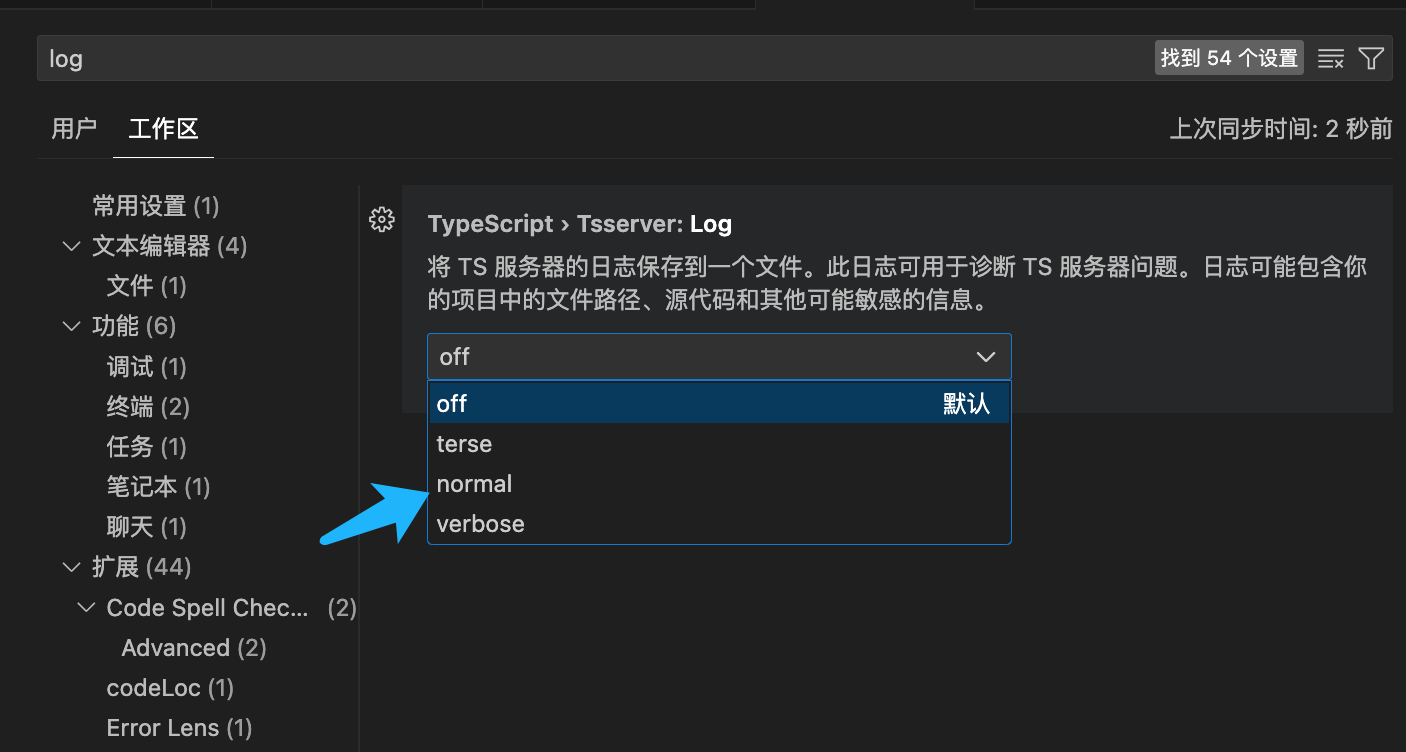 log
找到 54 个设置
用户
工作区
上次同步时间: 2 秒前
常用设置 (1)
文本编辑器 (4)
文件 (1)
功能 (6)
调试 (1)
终端 (2)
任务 (1)
笔记本 (1)
聊天 (1)
扩展 (44)
Code Spell Chec... (2)
Advanced (2)
codeLoc (1)
Error Lens (1)
TypeScript › Tsserver: Log
将 TS 服务器的日志保存到一个文件。此日志可用于诊断 TS 服务器问题。日志可能包含你
的项目中的文件路径、源代码和其他可能敏感的信息。
off
off 默认
terse
normal
verbose